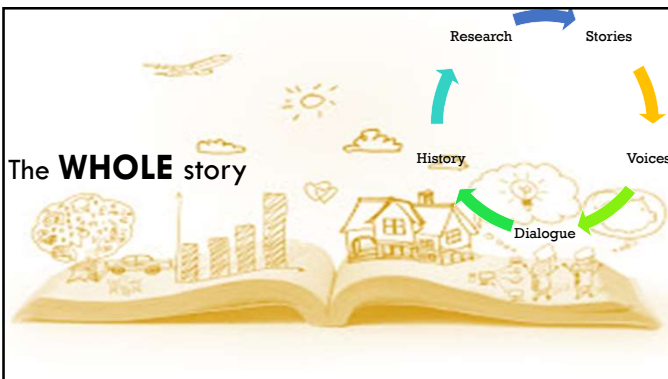 Research
Stories
The WHOLE story
History
Voices
Dialogue